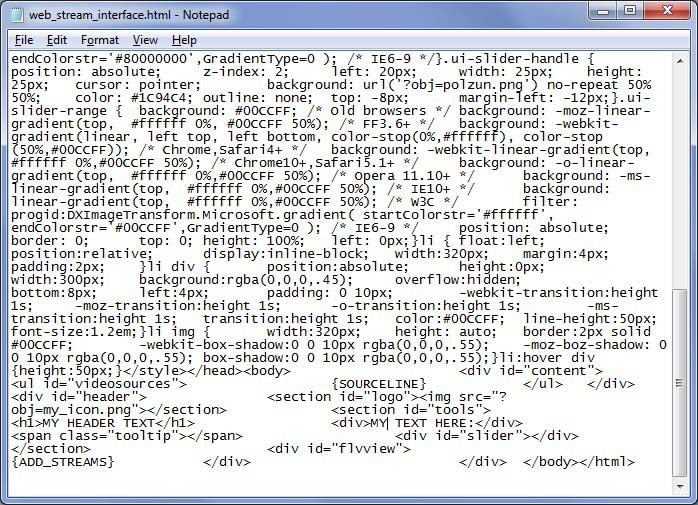 web_stream_interface.html - Notepad
File Edit Format View Help
endColorstr='#80000000',GradientType=0 ); /* IE6-9 */}.ui-slider-handle {
position: absolute; z-index: 2; left: 20px; width: 25px; height:
25px; cursor: pointer; background: url('?obj=polzun.png') no-repeat 50%
50%; color: #1C94C4; outline: none; top: -8px; margin-left: -12px;}.ui-
slider-range { background: #00CCFF; /* Old browsers */ background: -moz-linear-
gradient(top, #ffffff 0%, #00CCFF 50%); /* FF3.6+ */ background: -webkit-
gradient(linear, left top, left bottom, color-stop(0%,#ffffff), color-stop
(50%,#00CCFF)); /* Chrome,Safari4+ */ background: -webkit-linear-gradient(top,
#ffffff 0%,#00CCFF 50%); /* Chrome10+,Safari5.1+ */ background: -o-linear-
gradient(top, #ffffff 0%,#00CCFF 50%); /* Opera 11.10+ */ background: -ms-
linear-gradient(top, #ffffff 0%,#00CCFF 50%); /* IE10+ */ background:
linear-gradient(top, #ffffff 0%,#00CCFF 50%); /* W3C */ filter:
progid:DXImageTransform.Microsoft.gradient( startColorstr='#ffffff',
endColorstr='#00CCFF',GradientType=0 ); /* IE6-9 */ position: absolute;
border: 0; top: 0; height: 100%; left: 0px;}li { float:left;
position:relative; display:inline-block; width:320px; margin:4px;
padding:2px; }li div { position:absolute; height:0px;
width:300px; background:rgba(0,0,0,.45); overflow:hidden;
bottom:8px; left:4px; padding: 0 10px; -webkit-transition:height
1s; -moz-transition:height 1s; -o-transition:height 1s; -ms-
transition:height 1s; transition:height 1s; color:#00CCFF; line-height:50px;
font-size:1.2em;}li img { width:320px; height: auto; border:2px solid
#00CCFF; -webkit-box-shadow:0 0 10px rgba(0,0,0,.55); -moz-boz-shadow: 0
0 10px rgba(0,0,0,.55); box-shadow:0 0 10px rgba(0,0,0,.55);}li:hover div
{height:50px;}</style></head><body> <div id="content">
<ul id="videosources"> {SOURCELINE} </ul> </div>
<div id="header"> <section id="logo"><img src="?
obj=my_icon.png"></section> <section id="tools">
<h1>MY HEADER TEXT</h1> <div>MY TEXT HERE:</div>
<span class="tooltip"></span> <div id="slider"></div>
</section> <div id="flvview">
{ADD_STREAMS} </div> </div> </body></html>